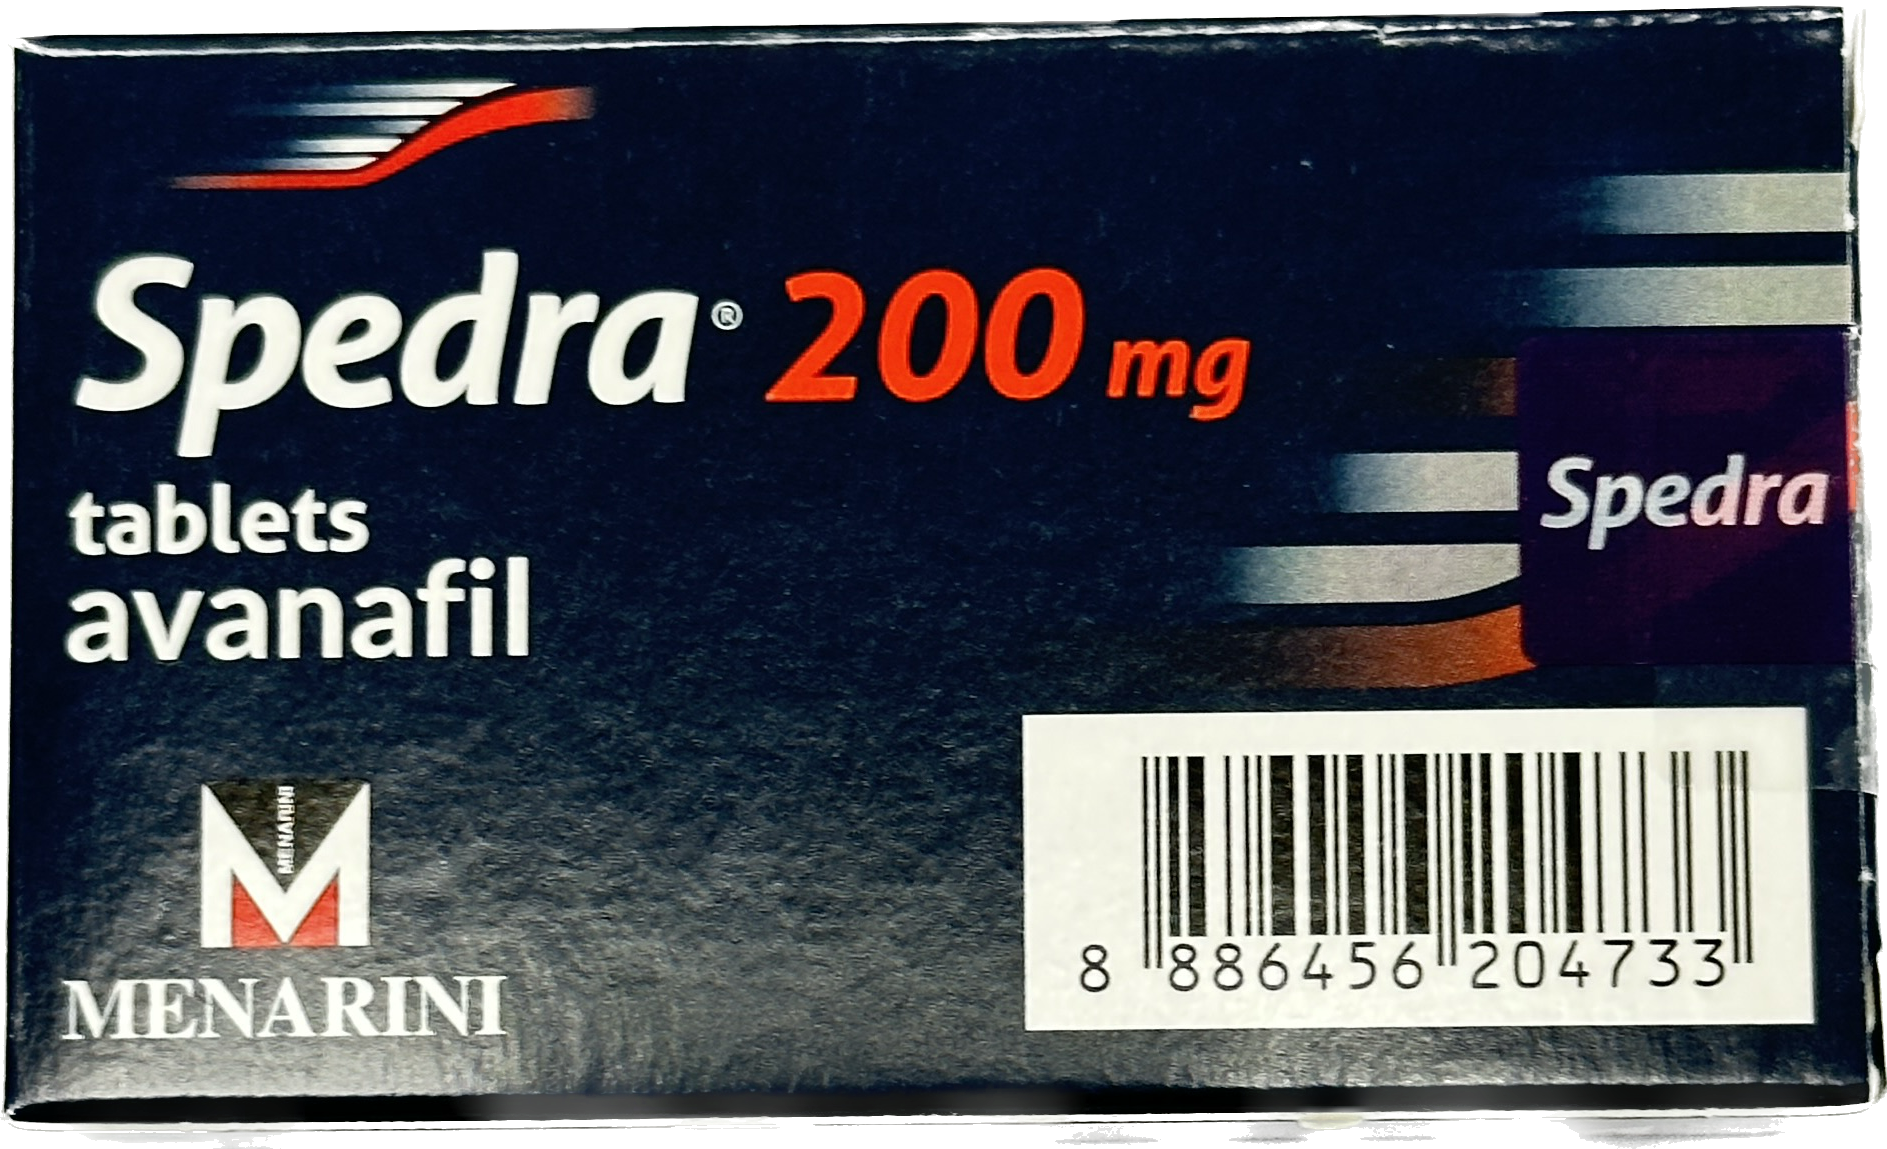 Spedra® 200 mg
tablets
avanafil
Spedra
MENARINI
MENARINI
8 886456 204733